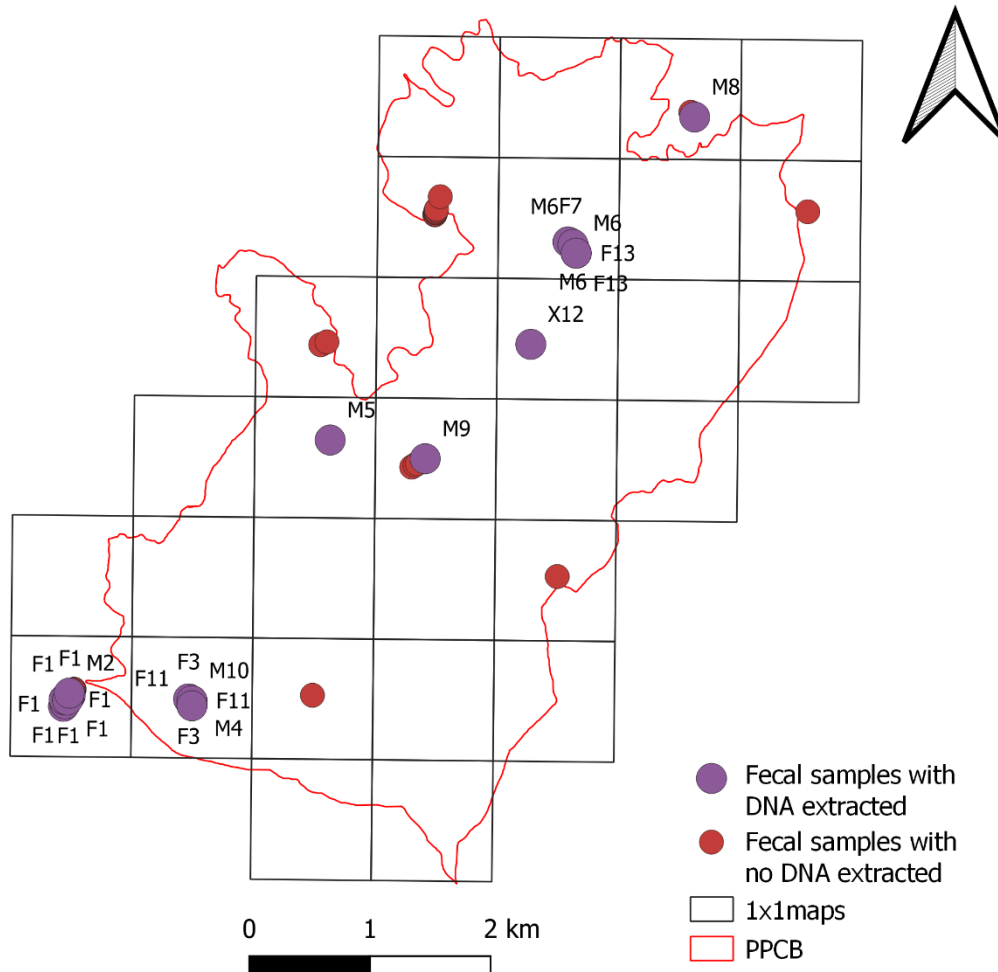 M8
M6F7
M6
F13
M6
F13
X12
M5
M9
F1
F1
M2
F1
F1
F1
F1
F1
F3
F11
M10
F11
M4
F3
Fecal samples with
DNA extracted
Fecal samples with
no DNA extracted
1x1maps
PPCB
0
1
2 km